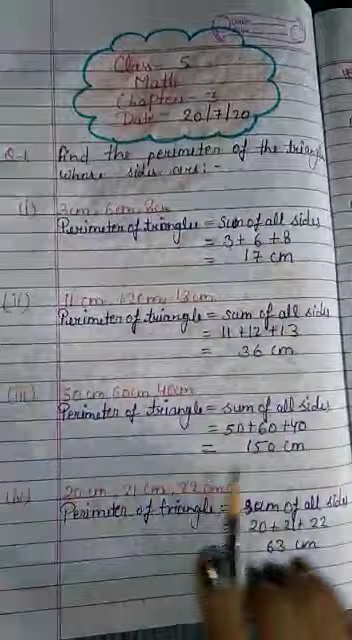 Class - 5
Math
Chapter - 7
Date - 20/7/20
Q-1 Find the perimeter of the triangle
whose sides are :-
(i) 3cm, 6cm, 8cm
Perimeter of triangle = Sum of all sides
= 3 + 6 + 8
= 17 cm
(ii) 11 cm, 12cm, 13cm
Perimeter of triangle = sum of all sides
= 11 + 12 + 13
= 36 cm
(iii) 50cm 60cm 40cm
Perimeter of triangle = sum of all sides
= 50 + 60 + 40
= 150 cm
(iv) 20 cm, 21 cm, 22 cm
Perimeter of triangle = sum of all sides
20 + 21 + 22
63 cm